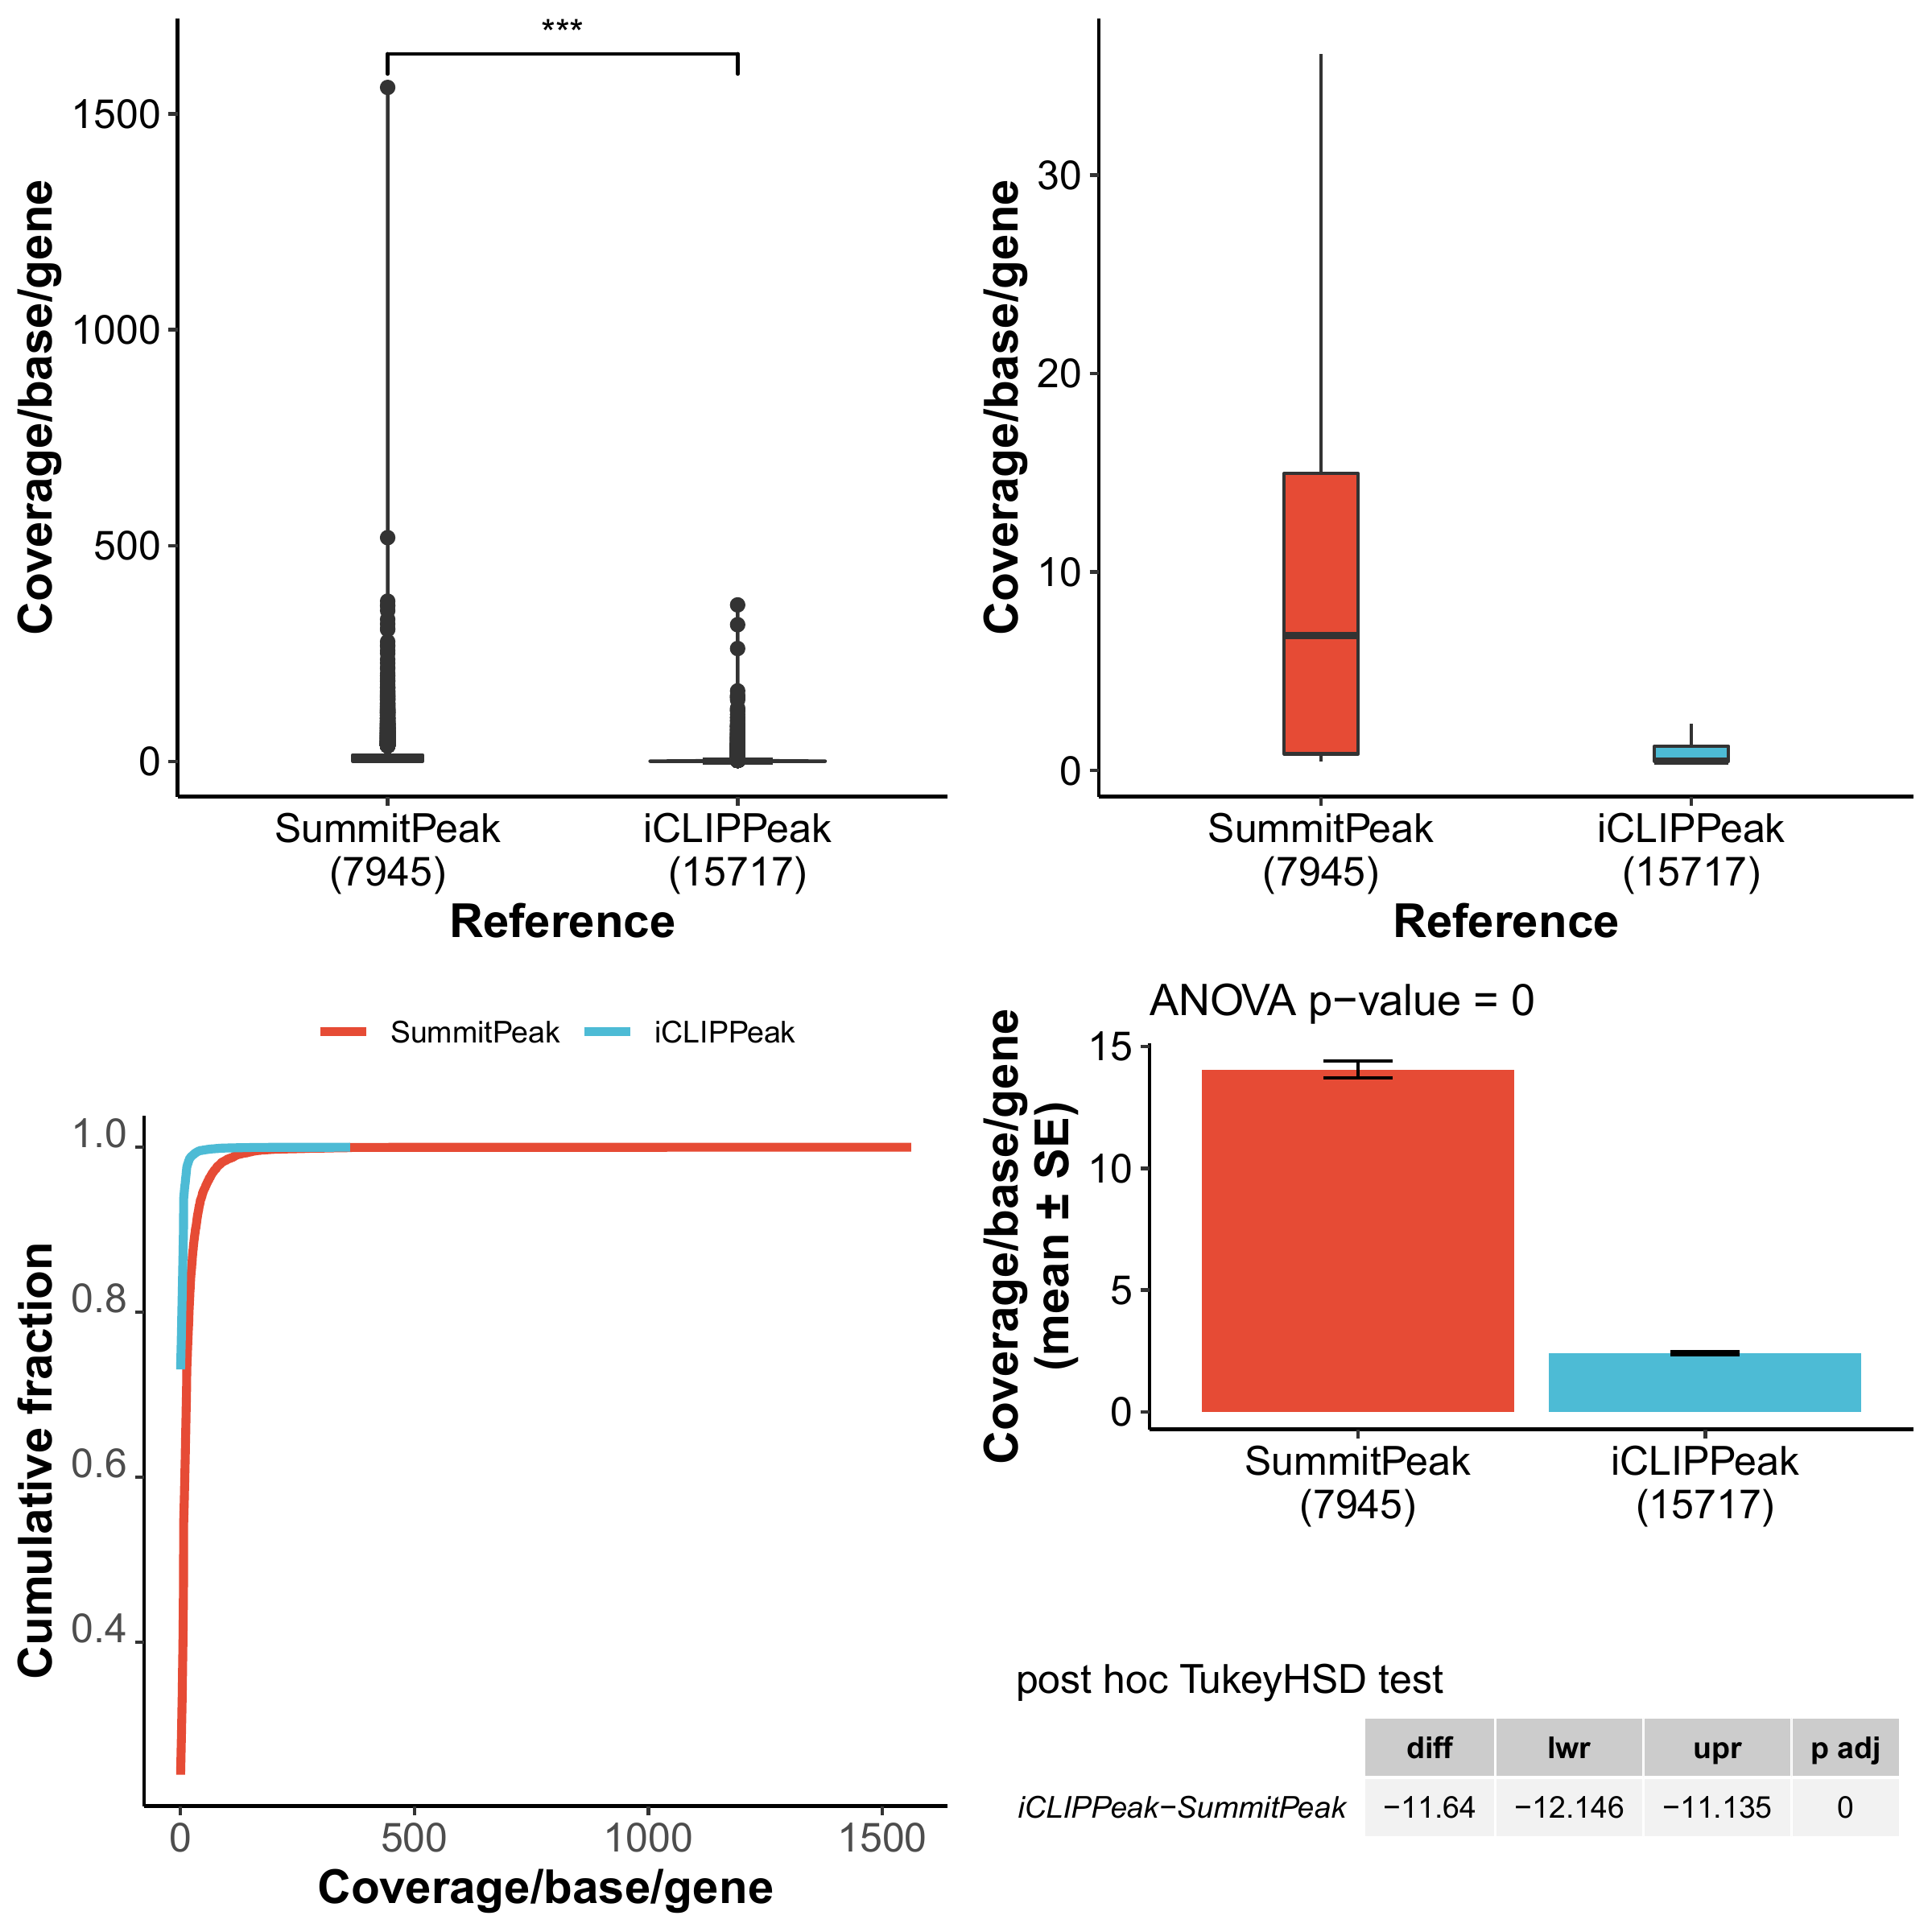 ***
Coverage/base/gene
1500
1000
500
0
SummitPeak
(7945)
iCLIPPeak
(15717)
Reference
Coverage/base/gene
30
20
10
0
SummitPeak
(7945)
iCLIPPeak
(15717)
Reference
SummitPeak
iCLIPPeak
Cumulative fraction
1.0
0.8
0.6
0.4
0
500
1000
1500
Coverage/base/gene
ANOVA p−value = 0
Coverage/base/gene
(mean ± SE)
15
10
5
0
SummitPeak
(7945)
iCLIPPeak
(15717)
post hoc TukeyHSD test
diff lwr upr p adj
iCLIPPeak−SummitPeak −11.64 −12.146 −11.135 0